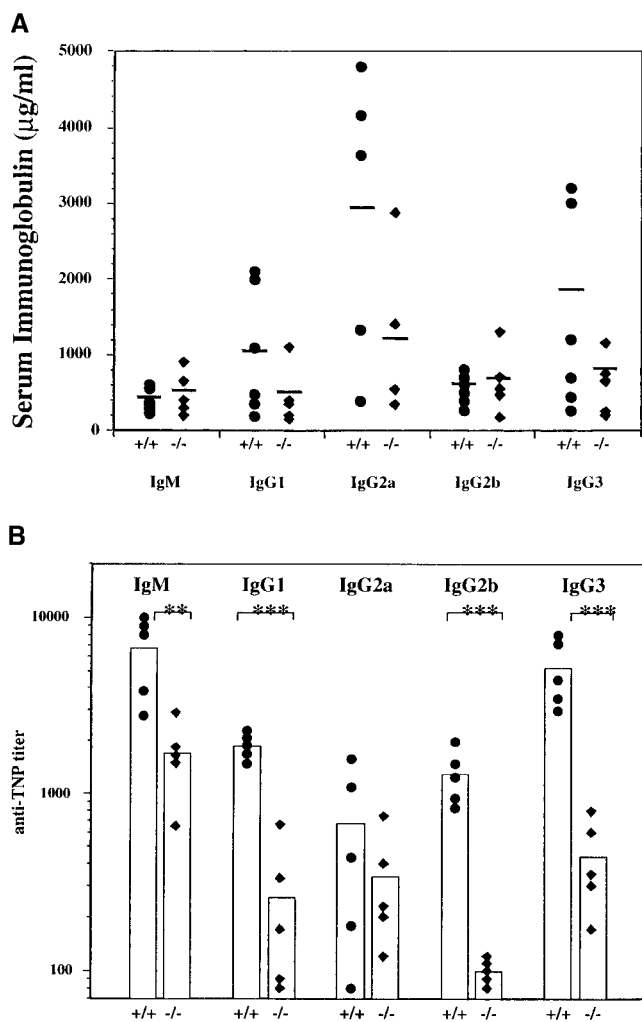 A
Serum Immunoglobulin (µg/ml)
5000
4000
3000
2000
1000
0
+/+ -/- +/+ -/- +/+ -/- +/+ -/- +/+ -/-
IgM IgG1 IgG2a IgG2b IgG3
B
IgM IgG1 IgG2a IgG2b IgG3
** *** *** ***
anti-TNP titer
10000
1000
100
+/+ -/- +/+ -/- +/+ -/- +/+ -/- +/+ -/-